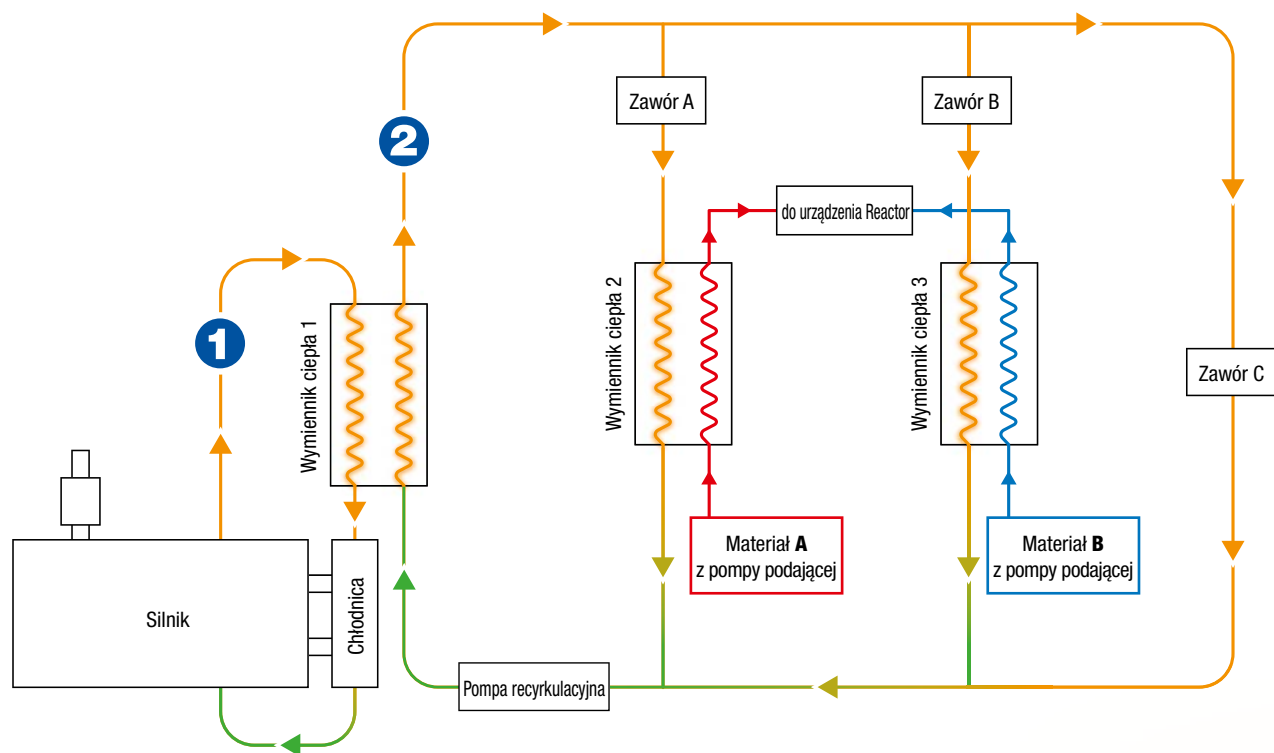 2
Zawór A
Zawór B
do urządzenia Reactor
1
Wymiennik ciepła 1
Wymiennik ciepła 2
Wymiennik ciepła 3
Zawór C
Materiał A
z pompy podającej
Materiał B
z pompy podającej
Silnik
Chłodnica
Pompa recyrkulacyjna